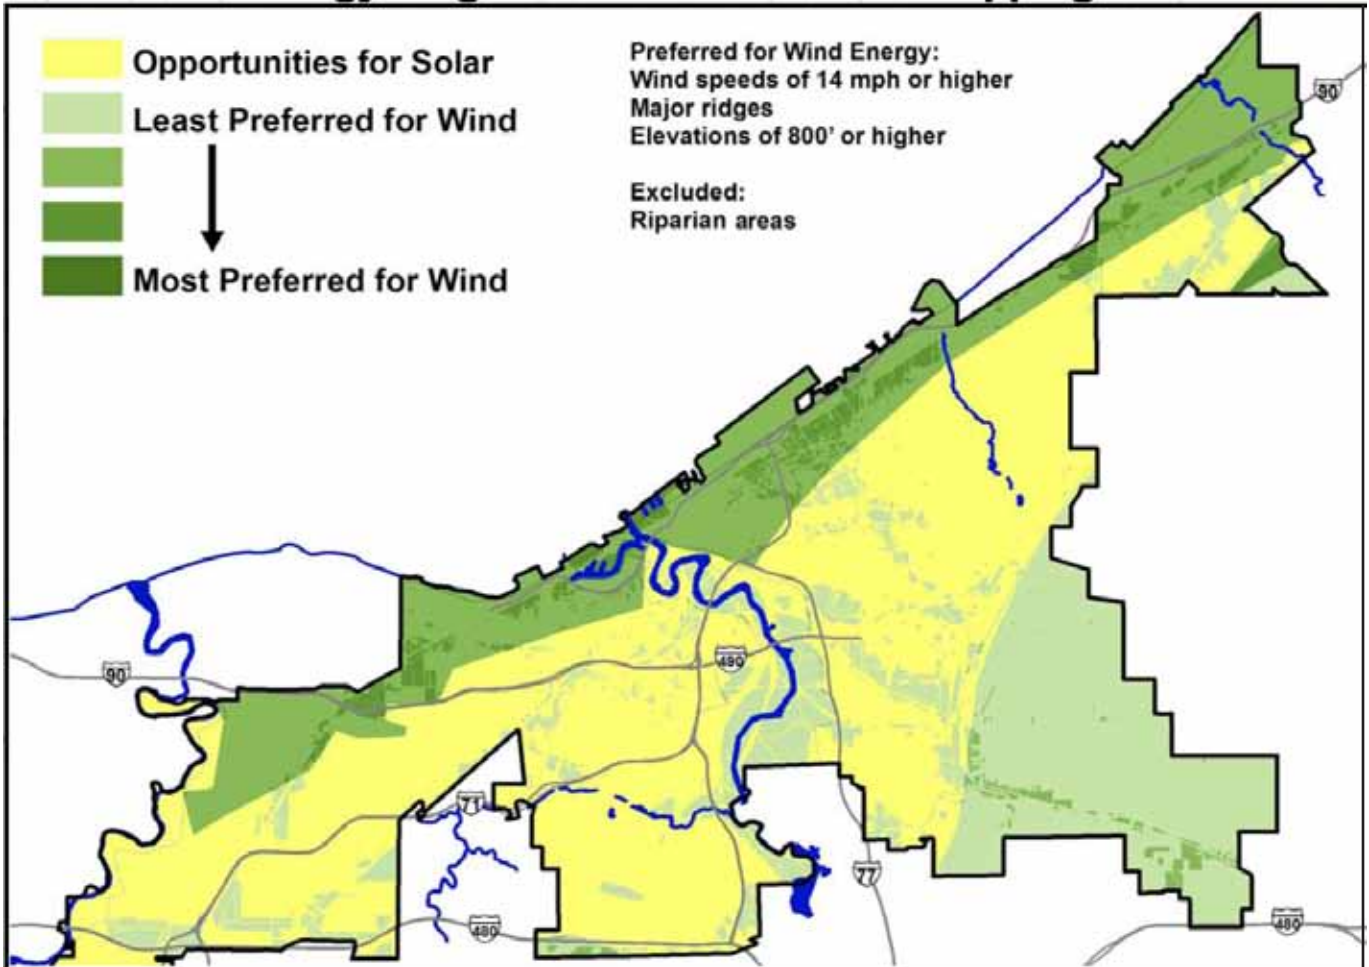 Opportunities for Solar
Least Preferred for Wind
Most Preferred for Wind
Preferred for Wind Energy:
Wind speeds of 14 mph or higher
Major ridges
Elevations of 800' or higher
Excluded:
Riparian areas
90
90
490
71
77
480
480